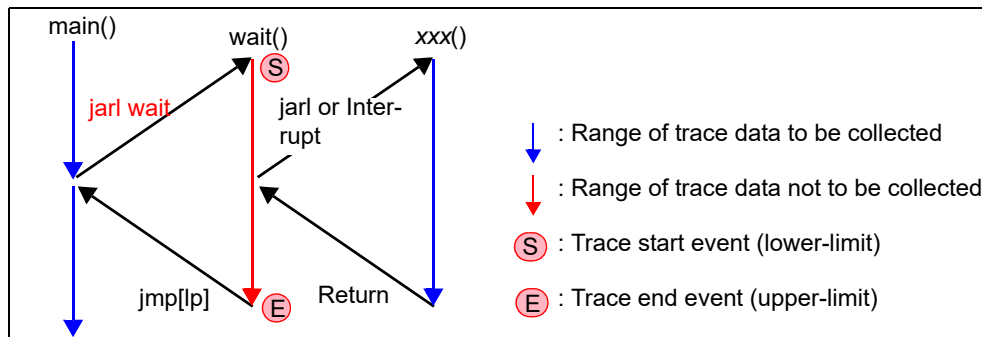 main()
wait()
xxx()
S
jarl wait
jarl or Inter-
rupt
: Range of trace data to be collected
: Range of trace data not to be collected
S : Trace start event (lower-limit)
jmp[lp]
E
Return
E : Trace end event (upper-limit)